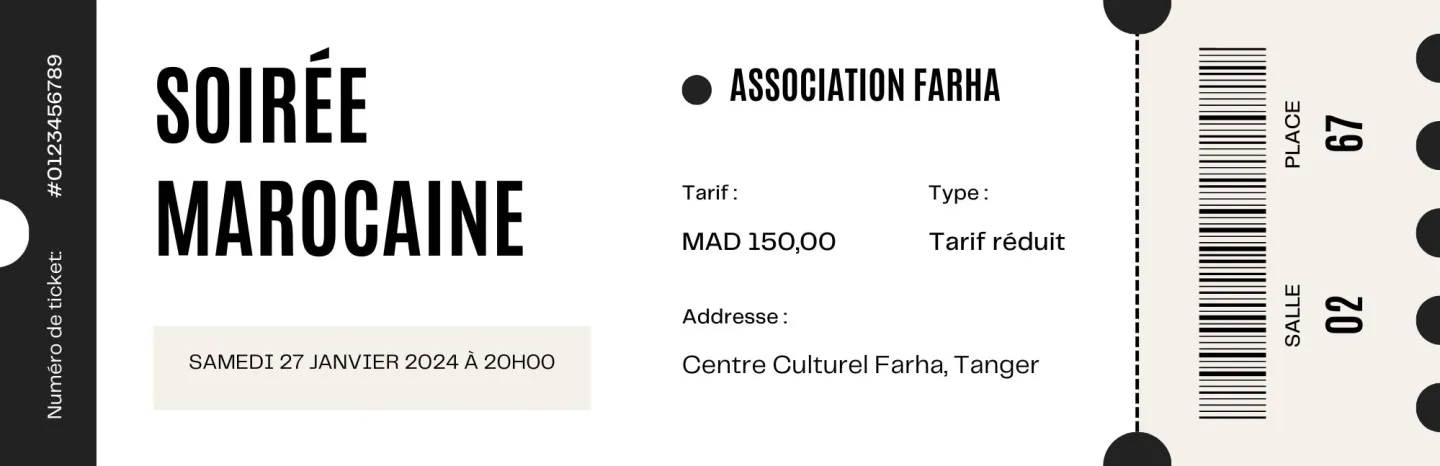 Numéro de ticket: #0123456789
SOIRÉE
MAROCAINE
SAMEDI 27 JANVIER 2024 À 20H00
ASSOCIATION FARHA
Tarif :
MAD 150,00
Type :
Tarif réduit
Addresse :
Centre Culturel Farha, Tanger
SALLE
02
PLACE
67